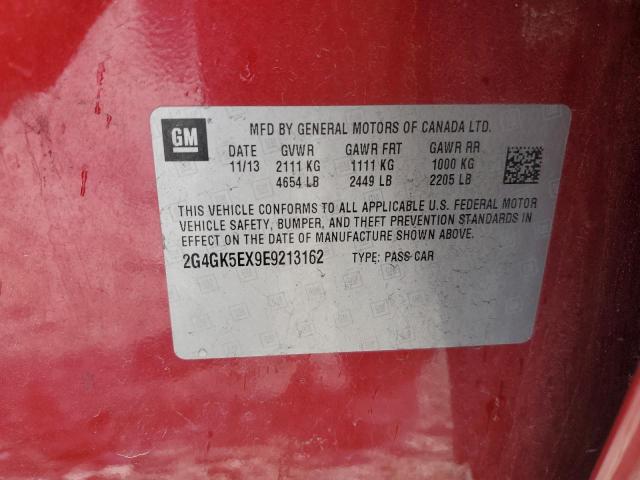 GM
MFD BY GENERAL MOTORS OF CANADA LTD.
DATE GVWR GAWR FRT GAWR RR
11/13 2111 KG 1111 KG 1000 KG
4654 LB 2449 LB 2205 LB
THIS VEHICLE CONFORMS TO ALL APPLICABLE U.S. FEDERAL MOTOR
VEHICLE SAFETY, BUMPER, AND THEFT PREVENTION STANDARDS IN
EFFECT ON THE DATE OF MANUFACTURE SHOWN ABOVE.
2G4GK5EX9E9213162 TYPE: PASS CAR